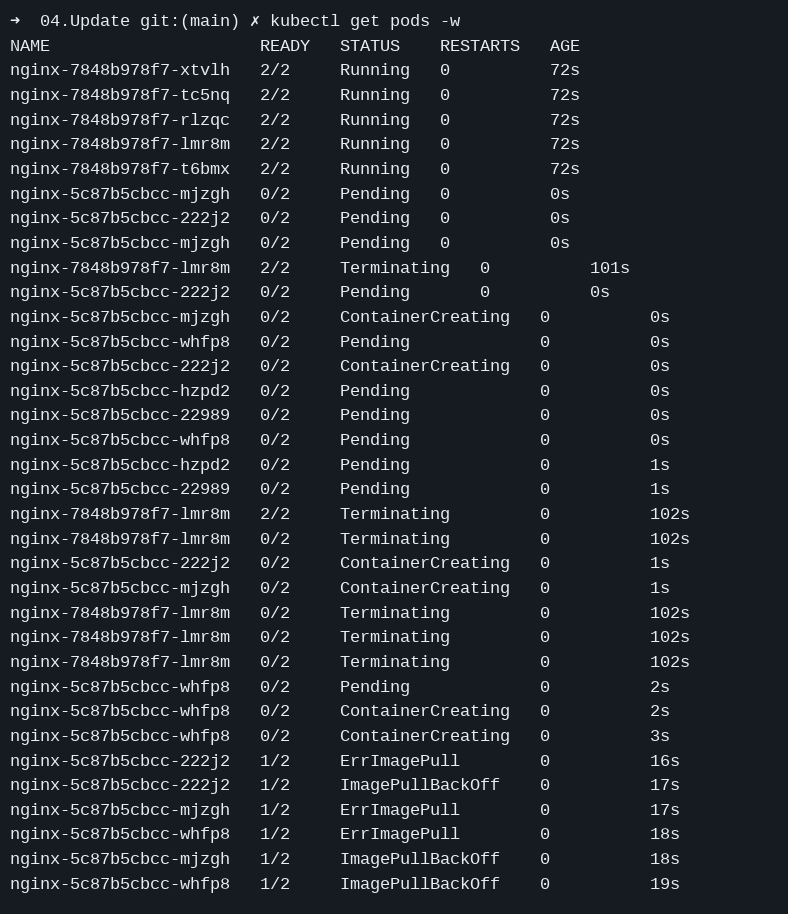 ➜  04.Update git:(main) ✗ kubectl get pods -w
NAME                     READY   STATUS    RESTARTS   AGE
nginx-7848b978f7-xtvlh   2/2     Running   0          72s
nginx-7848b978f7-tc5nq   2/2     Running   0          72s
nginx-7848b978f7-rlzqc   2/2     Running   0          72s
nginx-7848b978f7-lmr8m   2/2     Running   0          72s
nginx-7848b978f7-t6bmx   2/2     Running   0          72s
nginx-5c87b5cbcc-mjzgh   0/2     Pending   0          0s
nginx-5c87b5cbcc-222j2   0/2     Pending   0          0s
nginx-5c87b5cbcc-mjzgh   0/2     Pending   0          0s
nginx-7848b978f7-lmr8m   2/2     Terminating   0          101s
nginx-5c87b5cbcc-222j2   0/2     Pending       0          0s
nginx-5c87b5cbcc-mjzgh   0/2     ContainerCreating   0          0s
nginx-5c87b5cbcc-whfp8   0/2     Pending             0          0s
nginx-5c87b5cbcc-222j2   0/2     ContainerCreating   0          0s
nginx-5c87b5cbcc-hzpd2   0/2     Pending             0          0s
nginx-5c87b5cbcc-22989   0/2     Pending             0          0s
nginx-5c87b5cbcc-whfp8   0/2     Pending             0          0s
nginx-5c87b5cbcc-hzpd2   0/2     Pending             0          1s
nginx-5c87b5cbcc-22989   0/2     Pending             0          1s
nginx-7848b978f7-lmr8m   2/2     Terminating         0          102s
nginx-7848b978f7-lmr8m   0/2     Terminating         0          102s
nginx-5c87b5cbcc-222j2   0/2     ContainerCreating   0          1s
nginx-5c87b5cbcc-mjzgh   0/2     ContainerCreating   0          1s
nginx-7848b978f7-lmr8m   0/2     Terminating         0          102s
nginx-7848b978f7-lmr8m   0/2     Terminating         0          102s
nginx-7848b978f7-lmr8m   0/2     Terminating         0          102s
nginx-5c87b5cbcc-whfp8   0/2     Pending             0          2s
nginx-5c87b5cbcc-whfp8   0/2     ContainerCreating   0          2s
nginx-5c87b5cbcc-whfp8   0/2     ContainerCreating   0          3s
nginx-5c87b5cbcc-222j2   1/2     ErrImagePull        0          16s
nginx-5c87b5cbcc-222j2   1/2     ImagePullBackOff    0          17s
nginx-5c87b5cbcc-mjzgh   1/2     ErrImagePull        0          17s
nginx-5c87b5cbcc-whfp8   1/2     ErrImagePull        0          18s
nginx-5c87b5cbcc-mjzgh   1/2     ImagePullBackOff    0          18s
nginx-5c87b5cbcc-whfp8   1/2     ImagePullBackOff    0          19s